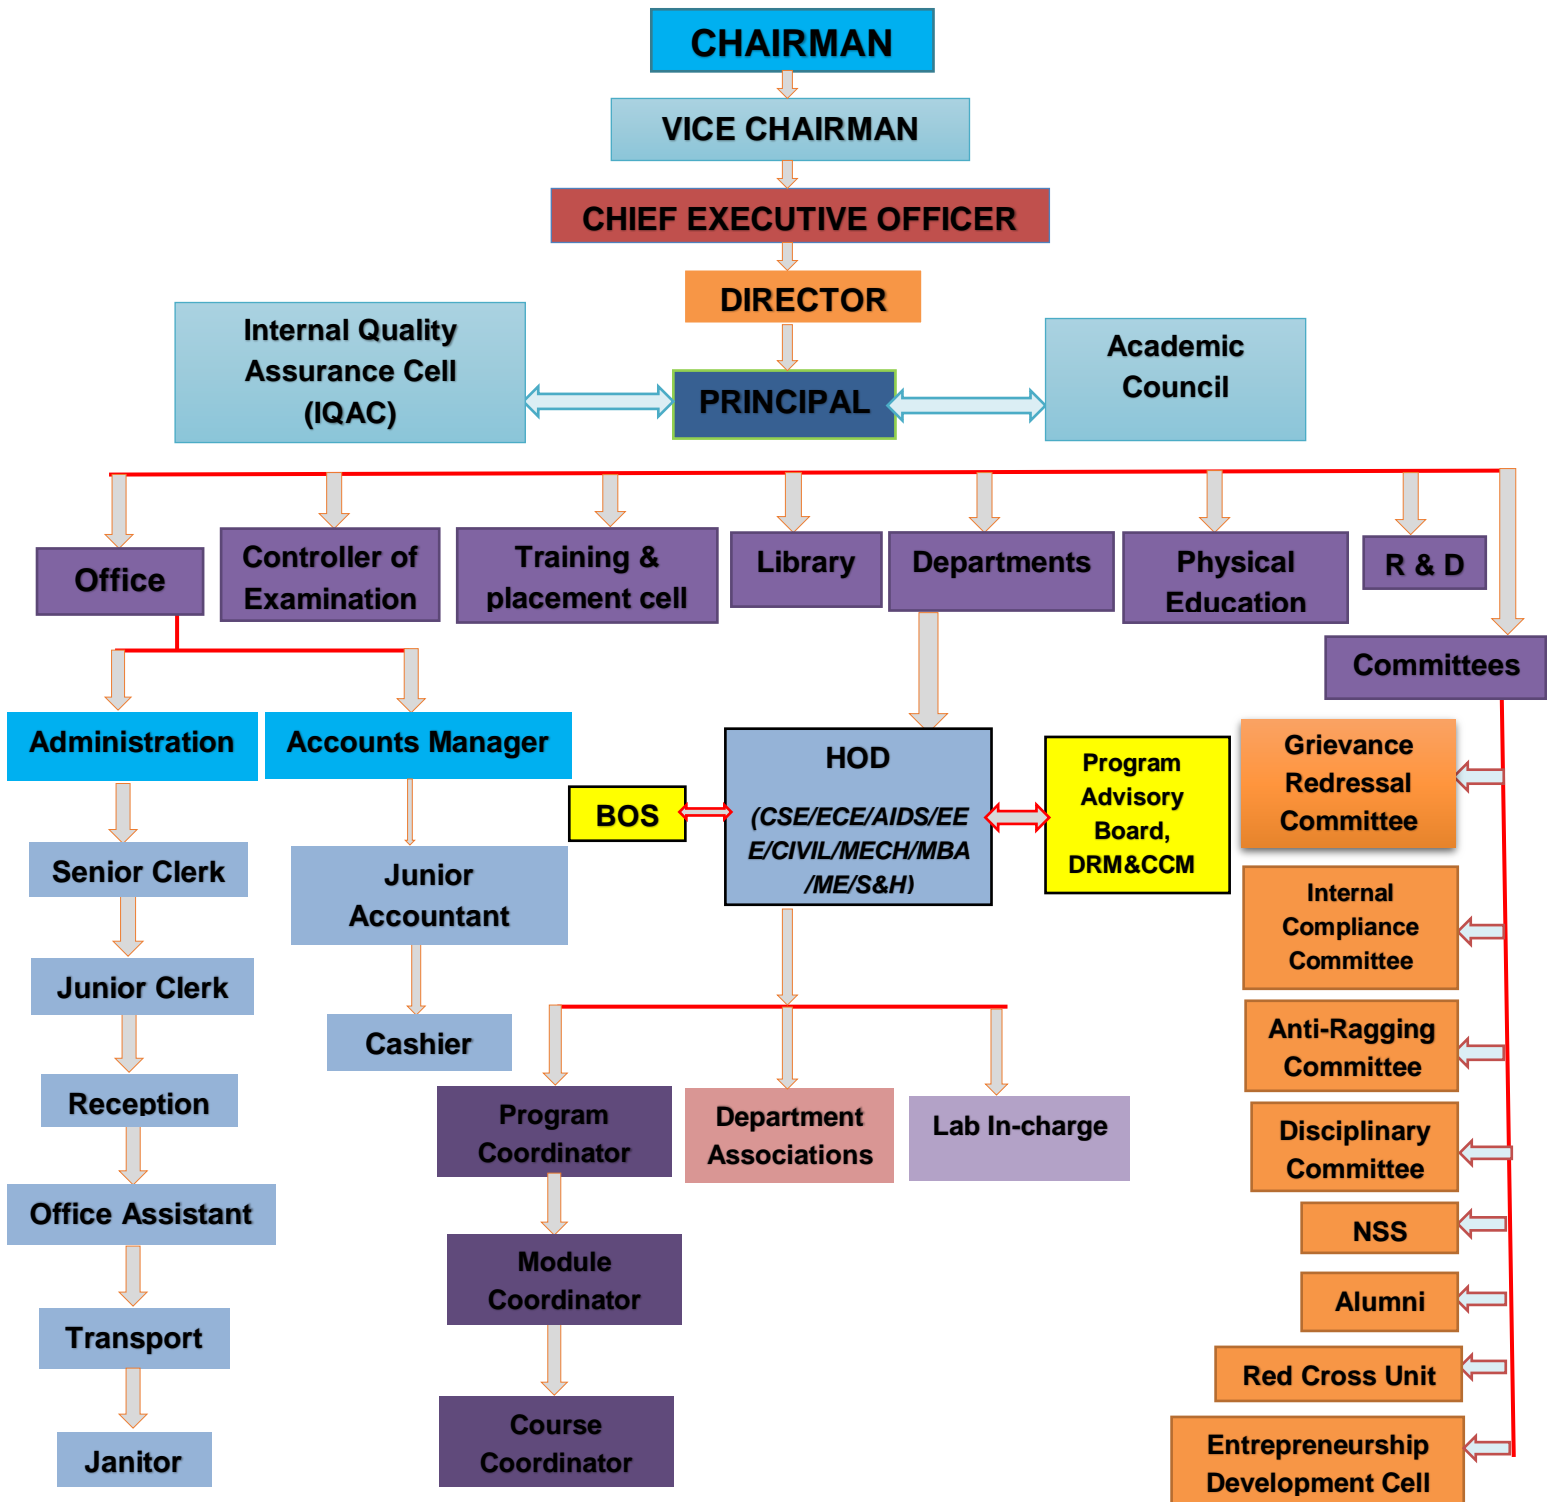 CHAIRMAN
VICE CHAIRMAN
CHIEF EXECUTIVE OFFICER
DIRECTOR
Internal Quality
Assurance Cell
(IQAC)
PRINCIPAL
Academic
Council
Office
Controller of
Examination
Training &
placement cell
Library
Departments
Physical
Education
R & D
Committees
Administration
Accounts Manager
Senior Clerk
Junior Clerk
Reception
Office Assistant
Transport
Janitor
Junior
Accountant
Cashier
BOS
HOD
(CSE/ECE/AIDS/EE
E/CIVIL/MECH/MBA
/ME/S&H)
Program
Advisory
Board,
DRM&CCM
Program
Coordinator
Department
Associations
Lab In-charge
Module
Coordinator
Course
Coordinator
Grievance
Redressal
Committee
Internal
Compliance
Committee
Anti-Ragging
Committee
Disciplinary
Committee
NSS
Alumni
Red Cross Unit
Entrepreneurship
Development Cell